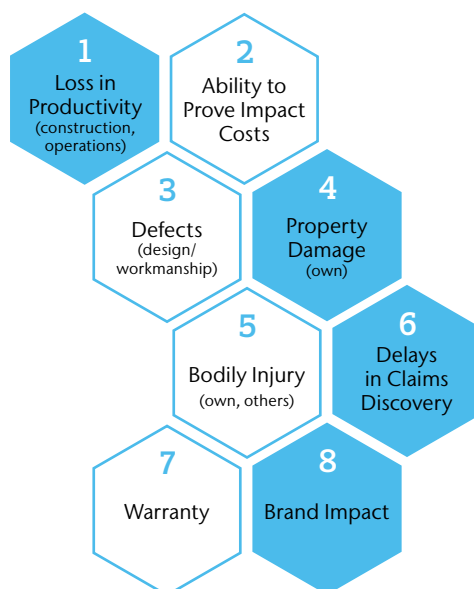 1
Loss in
Productivity
(construction,
operations)
2
Ability to
Prove Impact
Costs
3
Defects
(design/
workmanship)
4
Property
Damage
(own)
5
Bodily Injury
(own, others)
6
Delays
in Claims
Discovery
7
Warranty
8
Brand Impact